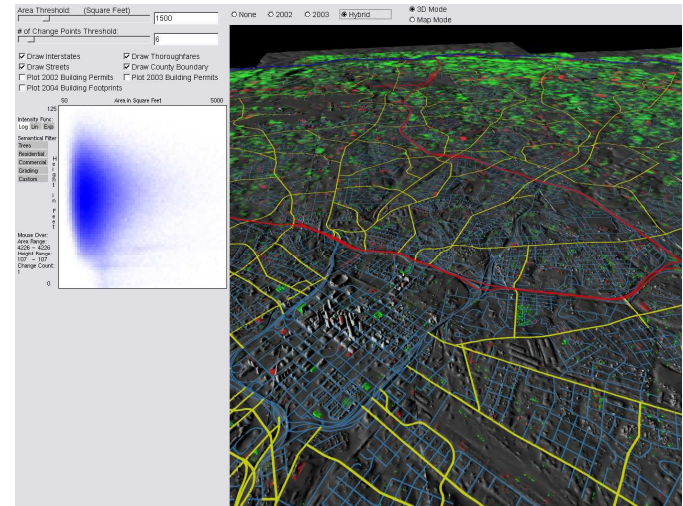 Area Threshold: (Square Feet)
1500
# of Change Points Threshold:
6
None 2002 2003 Hybrid
3D Mode
Map Mode
Draw Interstates Draw Thoroughfares
Draw Streets Draw County Boundary
Plot 2002 Building Permits Plot 2003 Building Permits
Plot 2004 Building Footprints
50 Area in Square Feet 5000
125
Intensity Func:
Log Lin Exp
Semantical Filter
Trees
Residential
Commercial
Grading
Custom
Height in Feet
Mouse Over:
Area Range:
4226 - 4226
Height Range:
107 - 107
Change Count:
1
0